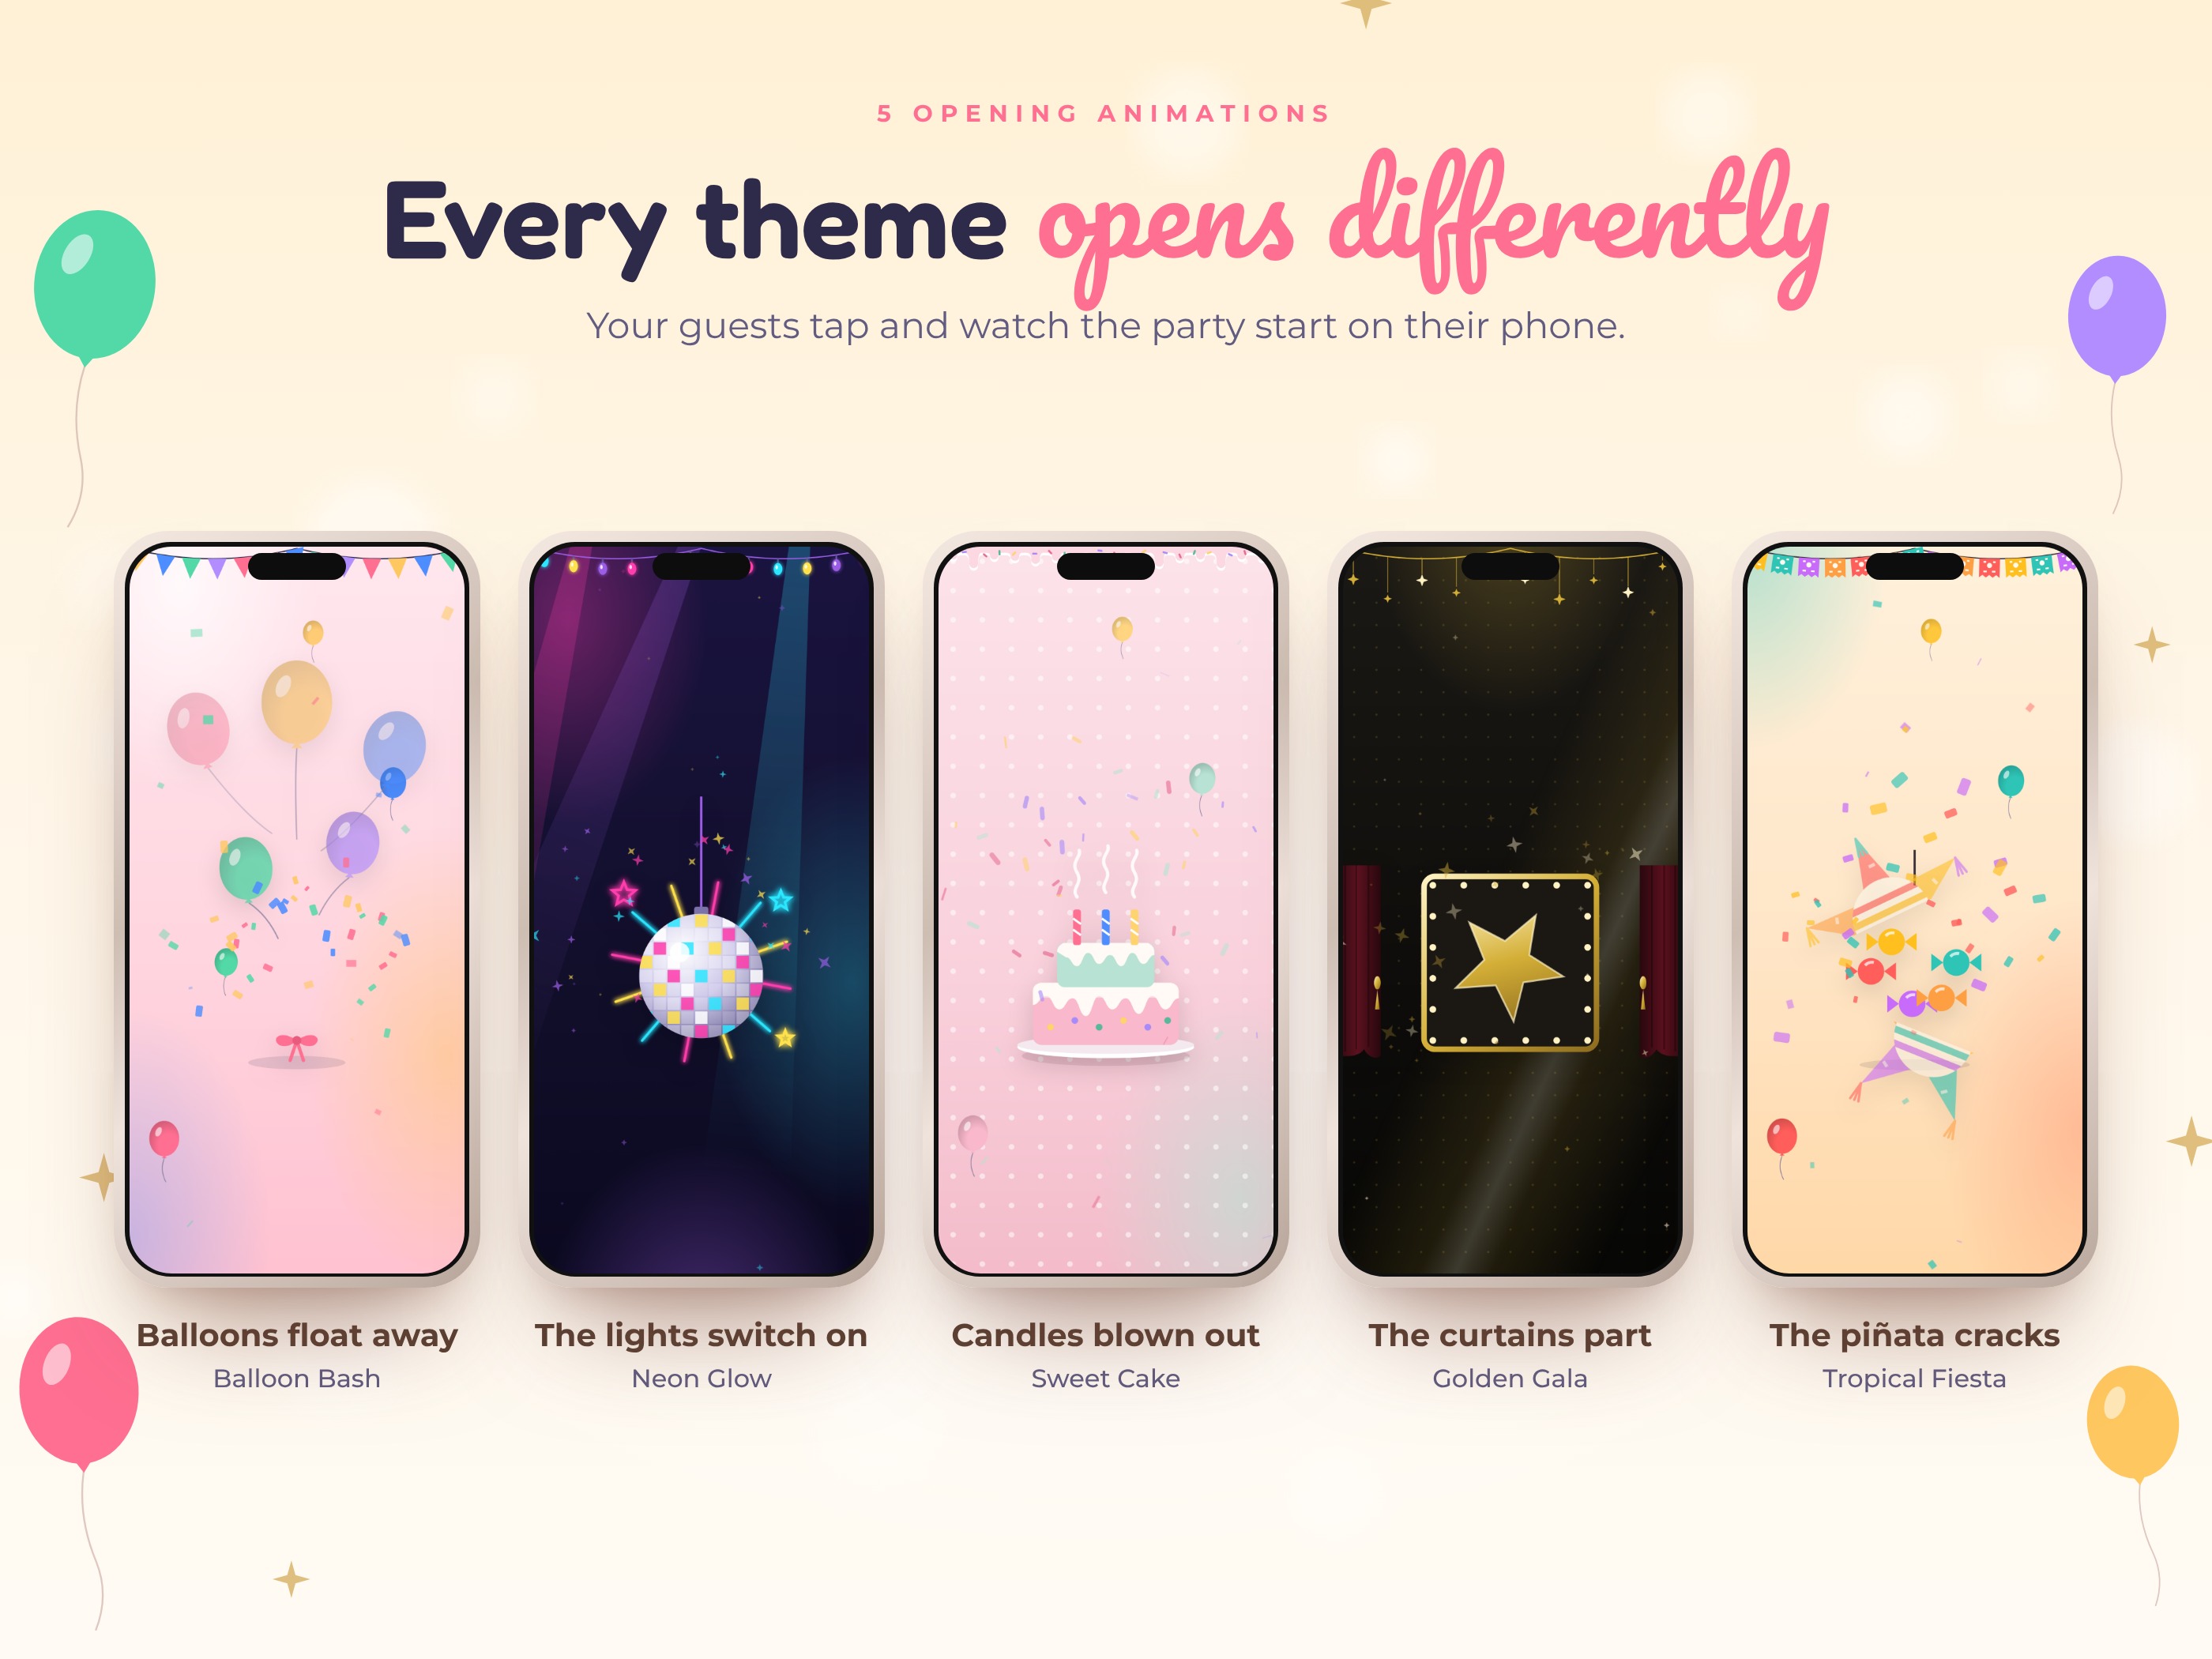 5 OPENING ANIMATIONS
Every theme opens differently
Your guests tap and watch the party start on their phone.
Balloons float away
Balloon Bash
The lights switch on
Neon Glow
Candles blown out
Sweet Cake
The curtains part
Golden Gala
The piñata cracks
Tropical Fiesta